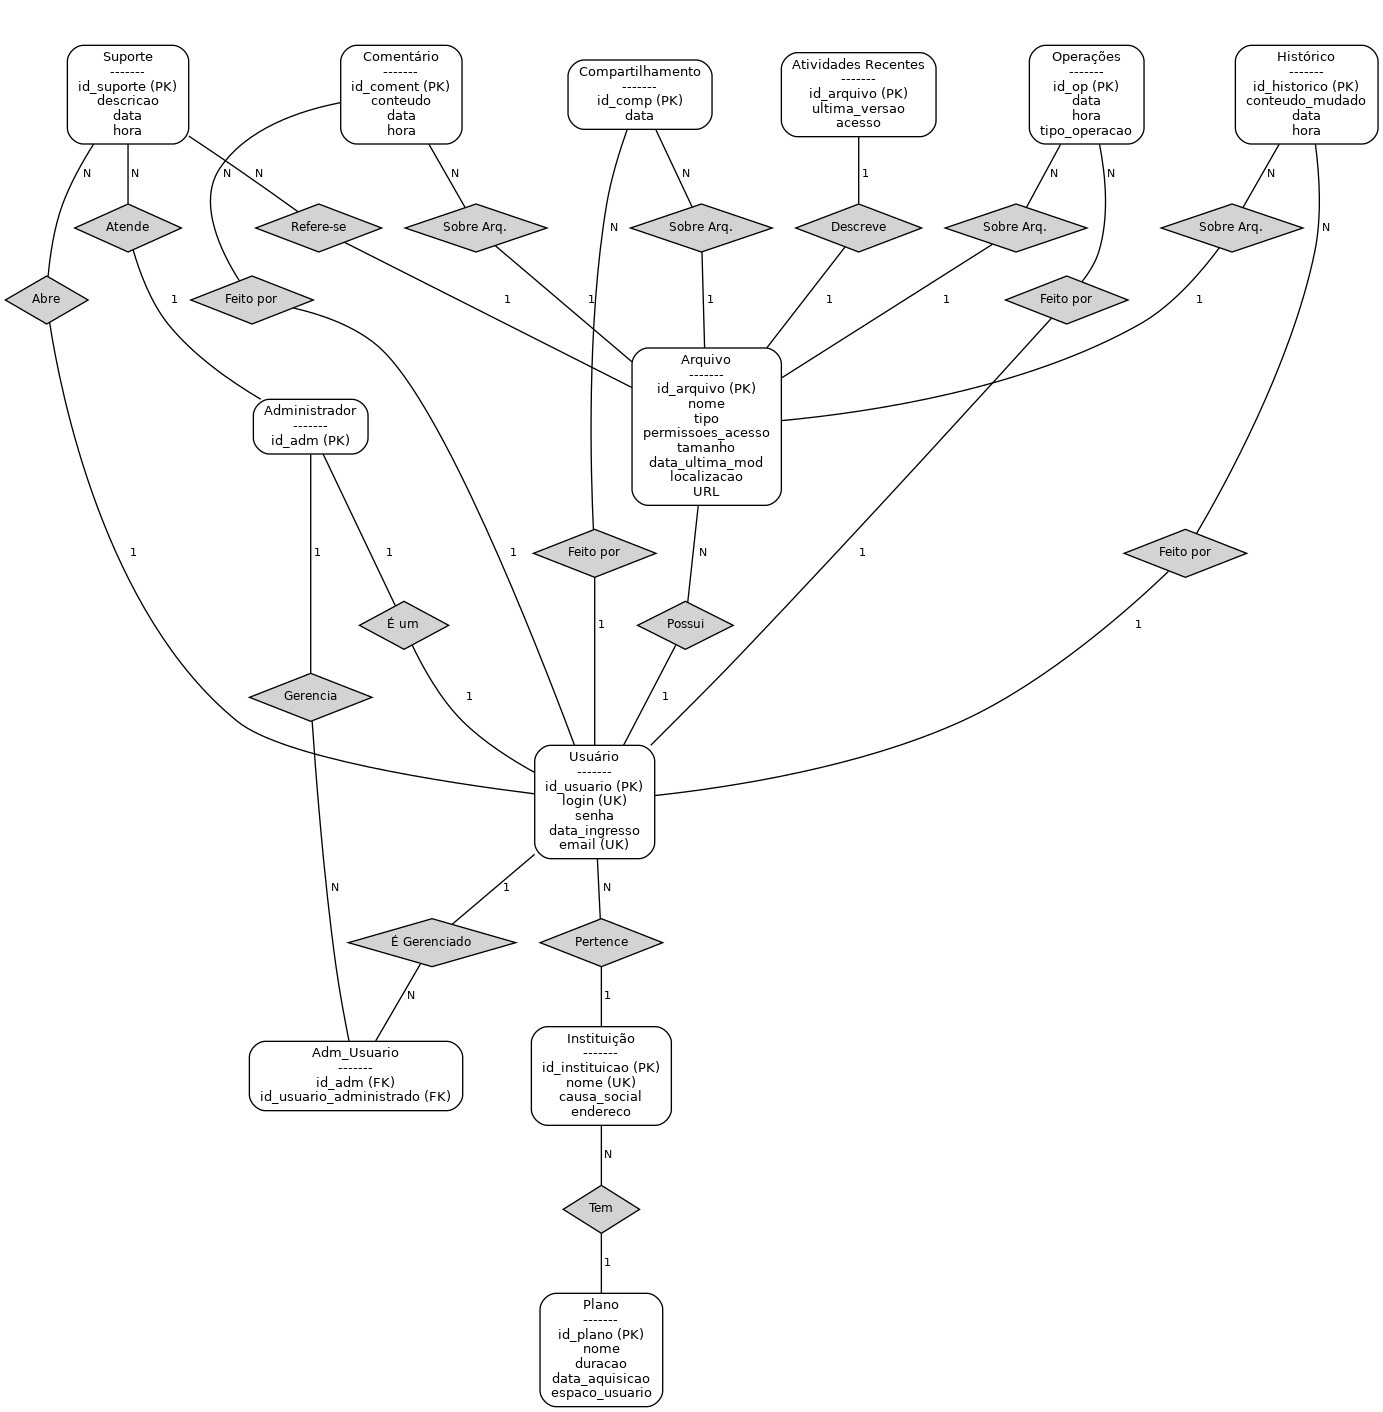 Suporte
-------
id_suporte (PK)
descricao
data
hora
Comentário
-------
id_coment (PK)
conteudo
data
hora
Compartilhamento
-------
id_comp (PK)
data
Atividades Recentes
-------
id_arquivo (PK)
ultima_versao
acesso
Operações
-------
id_op (PK)
data
hora
tipo_operacao
Histórico
-------
id_historico (PK)
conteudo_mudado
data
hora
N
N
N
N
N
N
1
N
N
N
Atende
Refere-se
Sobre Arq.
N
Sobre Arq.
Descreve
Sobre Arq.
Sobre Arq.
N
Abre
1
Feito por
1
1
1
1
1
Feito por
1
Arquivo
-------
id_arquivo (PK)
nome
tipo
permissoes_acesso
tamanho
data_ultima_mod
localizacao
URL
Administrador
-------
id_adm (PK)
1
1
1
1
Feito por
N
1
Feito por
É um
1
Possui
1
Gerencia
1
1
Usuário
-------
id_usuario (PK)
login (UK)
senha
data_ingresso
email (UK)
N
1
N
É Gerenciado
Pertence
N
1
Adm_Usuario
-------
id_adm (FK)
id_usuario_administrado (FK)
Instituição
-------
id_instituicao (PK)
nome (UK)
causa_social
endereco
N
Tem
1
Plano
-------
id_plano (PK)
nome
duracao
data_aquisicao
espaco_usuario